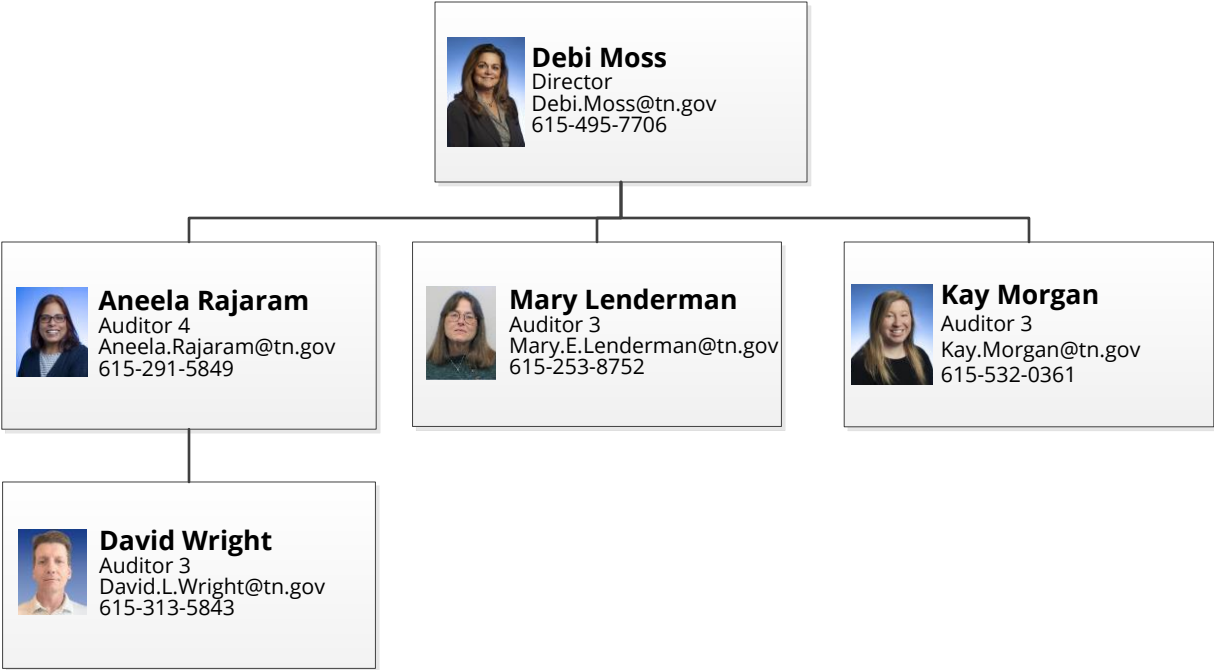 Debi Moss
Director
Debi.Moss@tn.gov
615-495-7706
Aneela Rajaram
Auditor 4
Aneela.Rajaram@tn.gov
615-291-5849
Mary Lenderman
Auditor 3
Mary.E.Lenderman@tn.gov
615-253-8752
Kay Morgan
Auditor 3
Kay.Morgan@tn.gov
615-532-0361
David Wright
Auditor 3
David.L.Wright@tn.gov
615-313-5843